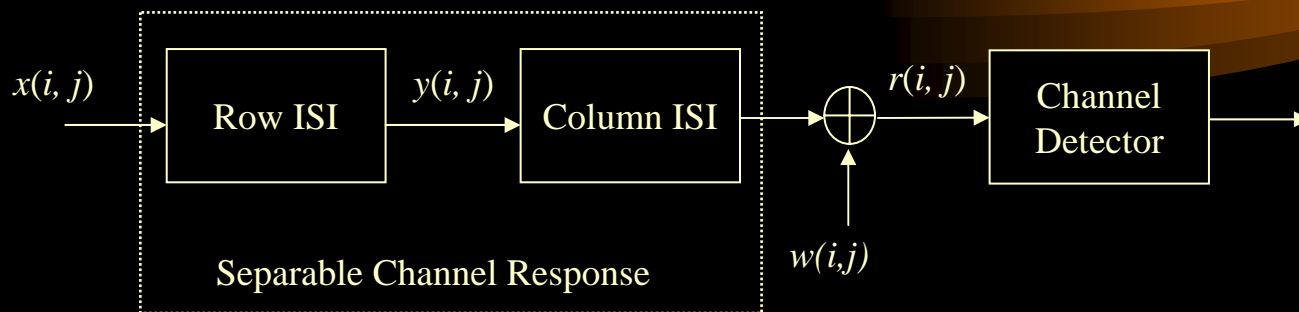 x(i, j)
Row ISI
y(i, j)
Column ISI
r(i, j)
Channel
Detector
w(i,j)
Separable Channel Response